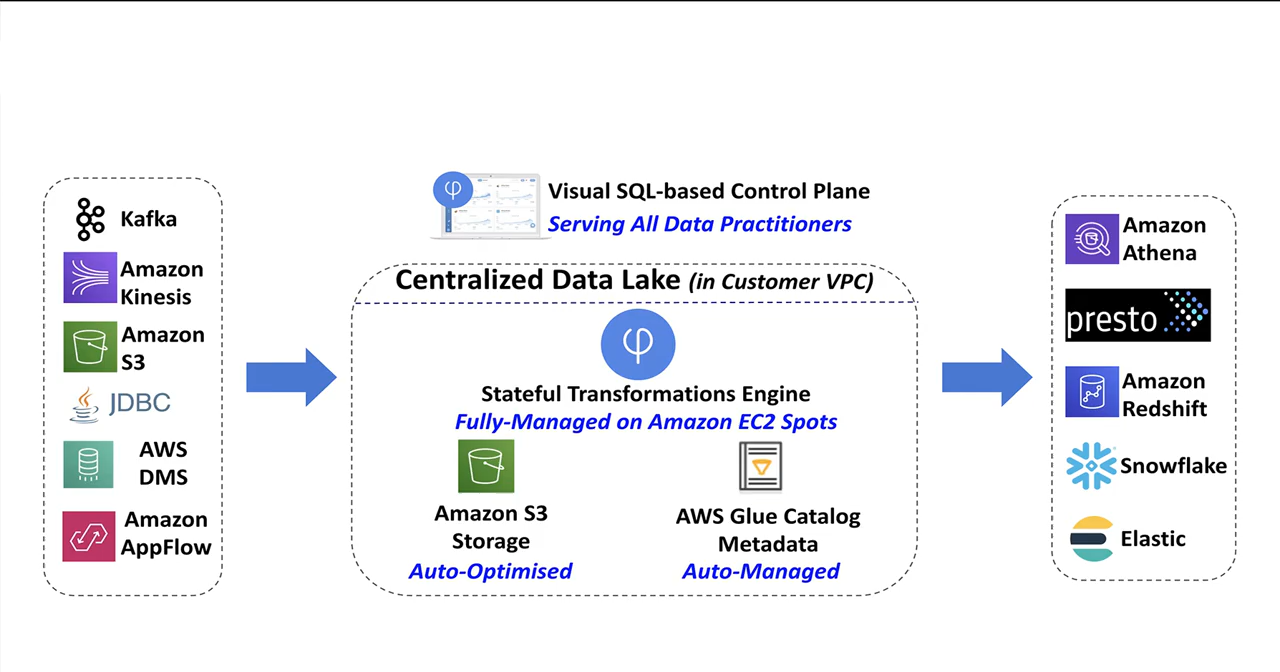 Kafka
Amazon
Kinesis
Amazon
S3
JDBC
AWS
DMS
Amazon
AppFlow
Visual SQL-based Control Plane
Serving All Data Practitioners
Centralized Data Lake (in Customer VPC)
Stateful Transformations Engine
Fully-Managed on Amazon EC2 Spots
Amazon S3
Storage
Auto-Optimised
AWS Glue Catalog
Metadata
Auto-Managed
Amazon
Athena
presto
Amazon
Redshift
Snowflake
Elastic